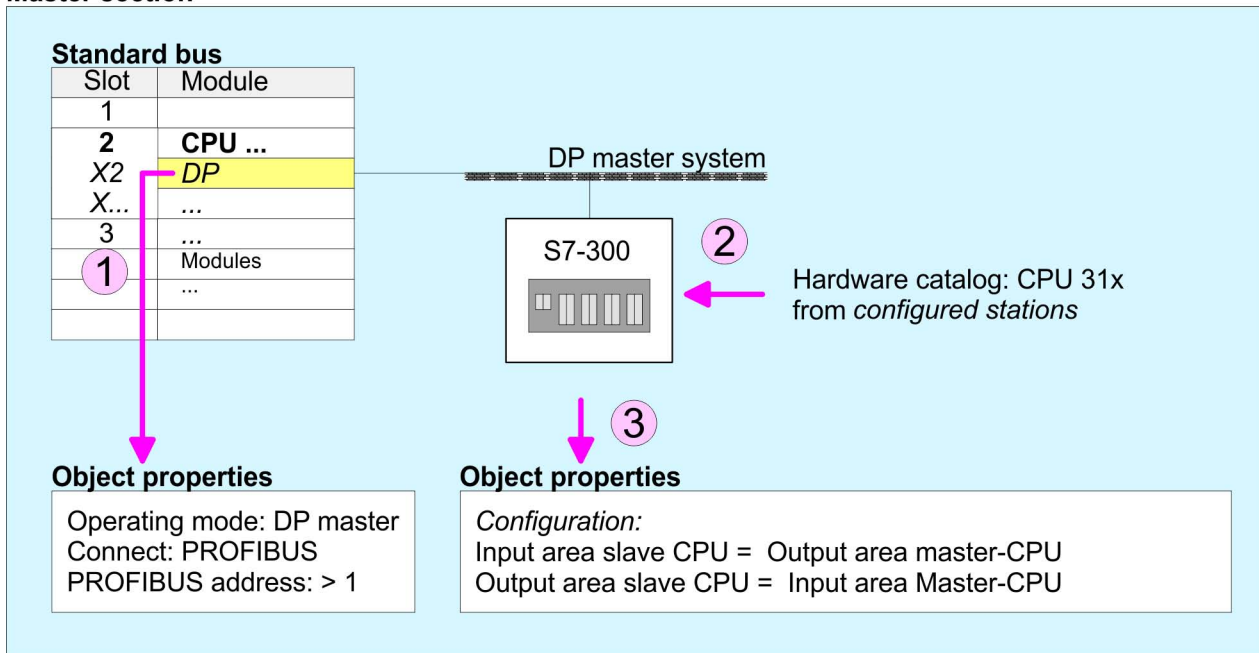 Master section
Standard bus
Slot Module
1
2 CPU ...
X2 DP
X... ...
3 ...
Modules
...
1
DP master system
S7-300
2
Hardware catalog: CPU 31x
from configured stations
3
Object properties
Operating mode: DP master
Connect: PROFIBUS
PROFIBUS address: > 1
Object properties
Configuration:
Input area slave CPU = Output area master-CPU
Output area slave CPU = Input area Master-CPU